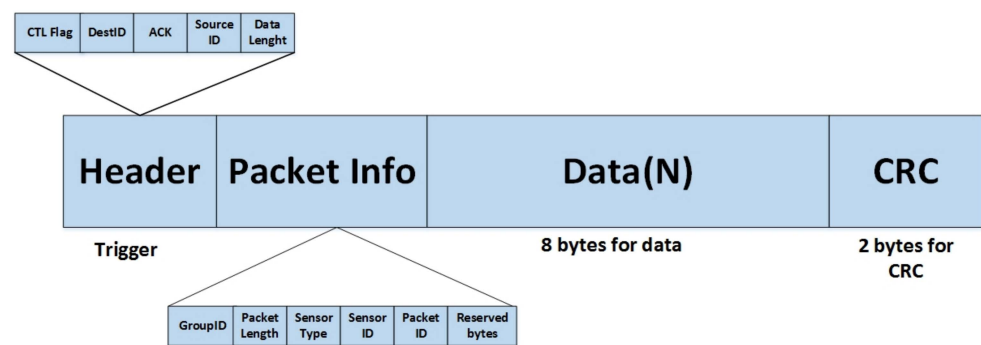 CTL Flag DestID ACK Source ID Data Lenght
Header Packet Info Data(N) CRC
Trigger 8 bytes for data 2 bytes for
CRC
GroupID Packet Length Sensor Type Sensor ID Packet ID Reserved bytes